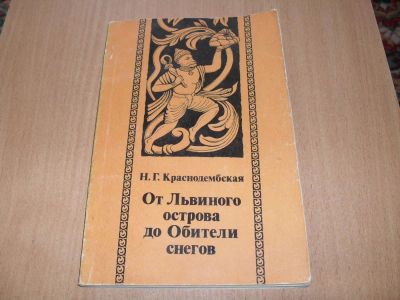 Н. Г. Краснодембская
От Львиного
острова
до Обители
снегов